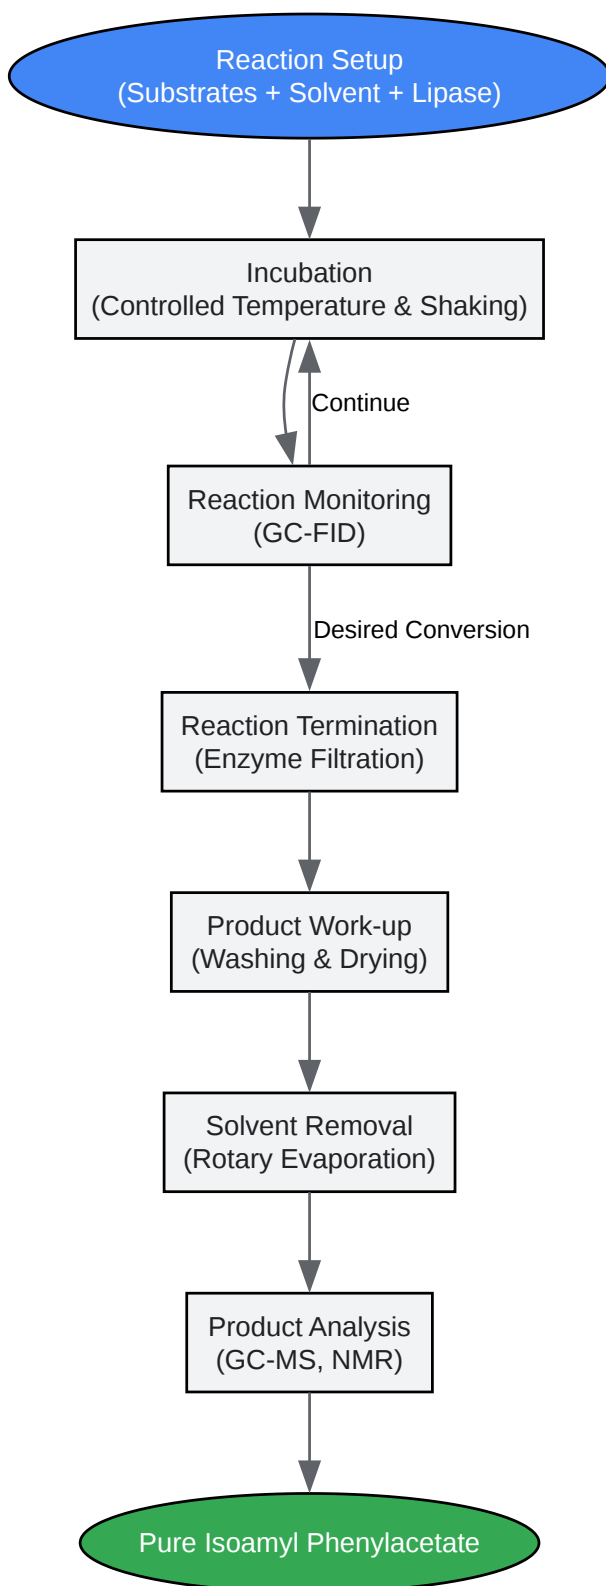 Reaction Setup
(Substrates + Solvent + Lipase)
Incubation
(Controlled Temperature & Shaking)
Continue
Reaction Monitoring
(GC-FID)
Desired Conversion
Reaction Termination
(Enzyme Filtration)
Product Work-up
(Washing & Drying)
Solvent Removal
(Rotary Evaporation)
Product Analysis
(GC-MS, NMR)
Pure Isoamyl Phenylacetate